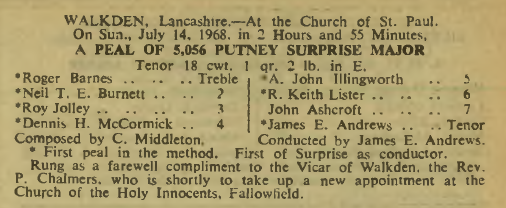 WALKDEN, Lancashire.—At the Church of St. Paul.
On Sun., July 14, 1968. in 2 Hours and 55 Minutes,
A PEAL OF 5,056 PUTNEY SURPRISE MAJOR
Tenor 18 cwt. 1 qr. 2 lb. in E.
*Roger Barnes .. .. .. Treble
*Neil T. E. Burnett .. .. 2
*Roy Jolley .. .. .. .. 3
*Dennis H. McCormick .. 4
*A. John Illingworth .. 5
*R. Keith Lister .. .. .. 6
John Ashcroft .. .. .. 7
*James E. Andrews .. .. Tenor
Composed by C. Middleton. Conducted by James E. Andrews.
* First peal in the method. First of Surprise as conductor.
Rung as a farewell compliment to the Vicar of Walkden, the Rev.
P. Chalmers, who is shortly to take up a new appointment at the
Church of the Holy Innocents, Fallowfield.